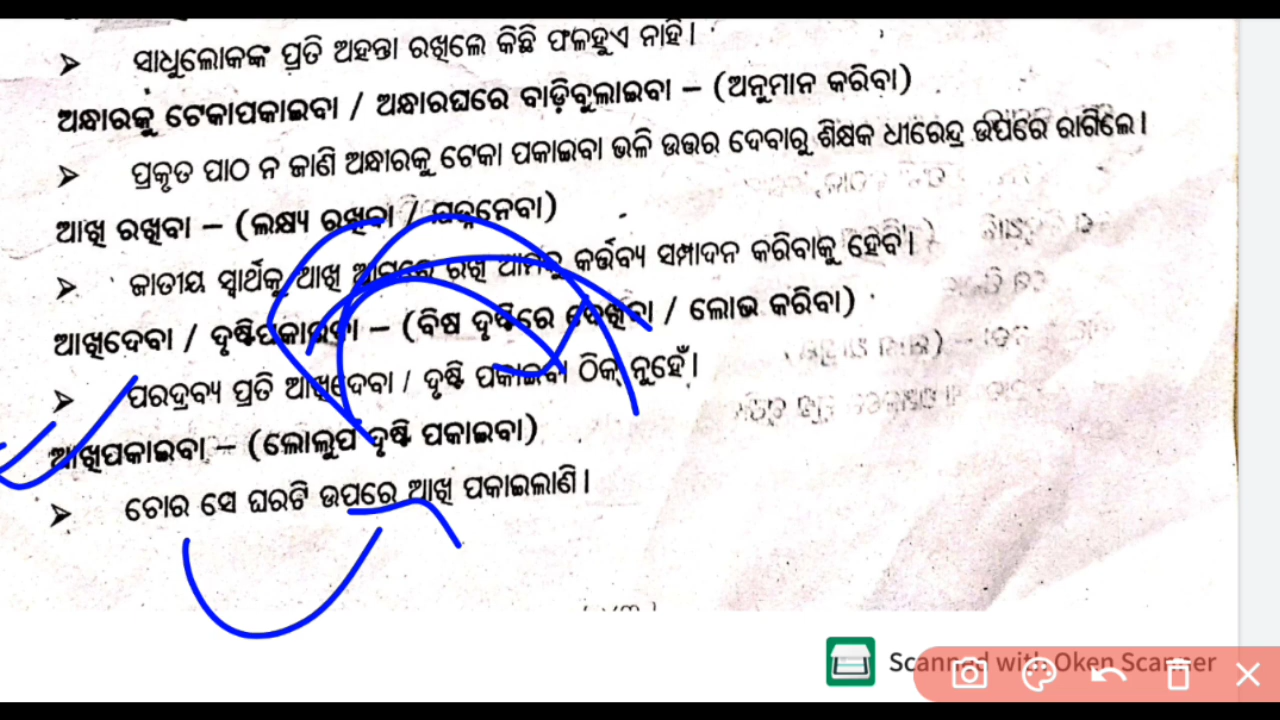 ➤ ସାଧୁଲୋକଙ୍କ ପ୍ରତି ଅହନ୍ତା ରଖିଲେ କିଛି ଫଳହୁଏ ନାହିଁ।
ଅନ୍ଧାରକୁ ଟେକାପକାଇବା / ଅନ୍ଧାରଘରେ ବାଡ଼ିବୁଲାଇବା – (ଅନୁମାନ କରିବା)
➤ ପ୍ରକୃତ ପାଠ ନ ଜାଣି ଅନ୍ଧାରକୁ ଟେକା ପକାଇବା ଭଳି ଉତ୍ତର ଦେବାରୁ ଶିକ୍ଷକ ଧୀରେନ୍ଦ୍ର ଉପରେ ରାଗିଲେ।
ଆଖି ରଖିବା – (ଲକ୍ଷ୍ୟ ରଖିବା / ଯତ୍ନନେବା)
➤ ଜାତୀୟ ସ୍ୱାର୍ଥକୁ ଆଖି ଆଗରେ ରଖି ଆମକୁ କର୍ତ୍ତବ୍ୟ ସମ୍ପାଦନ କରିବାକୁ ହେବ।
ଆଖିଦେବା / ଦୃଷ୍ଟିପକାଇବା – (ବିଷ ଦୃଷ୍ଟିରେ ଦେଖିବା / ଲୋଭ କରିବା)
➤ ପରଦ୍ରବ୍ୟ ପ୍ରତି ଆଖିଦେବା / ଦୃଷ୍ଟି ପକାଇବା ଠିକ୍ ନୁହେଁ।
ଆଖିପକାଇବା – (ଲୋଲୁପ ଦୃଷ୍ଟି ପକାଇବା)
➤ ଚୋର ସେ ଘରଟି ଉପରେ ଆଖି ପକାଇଲାଣି।
Scanned with Oken Scanner